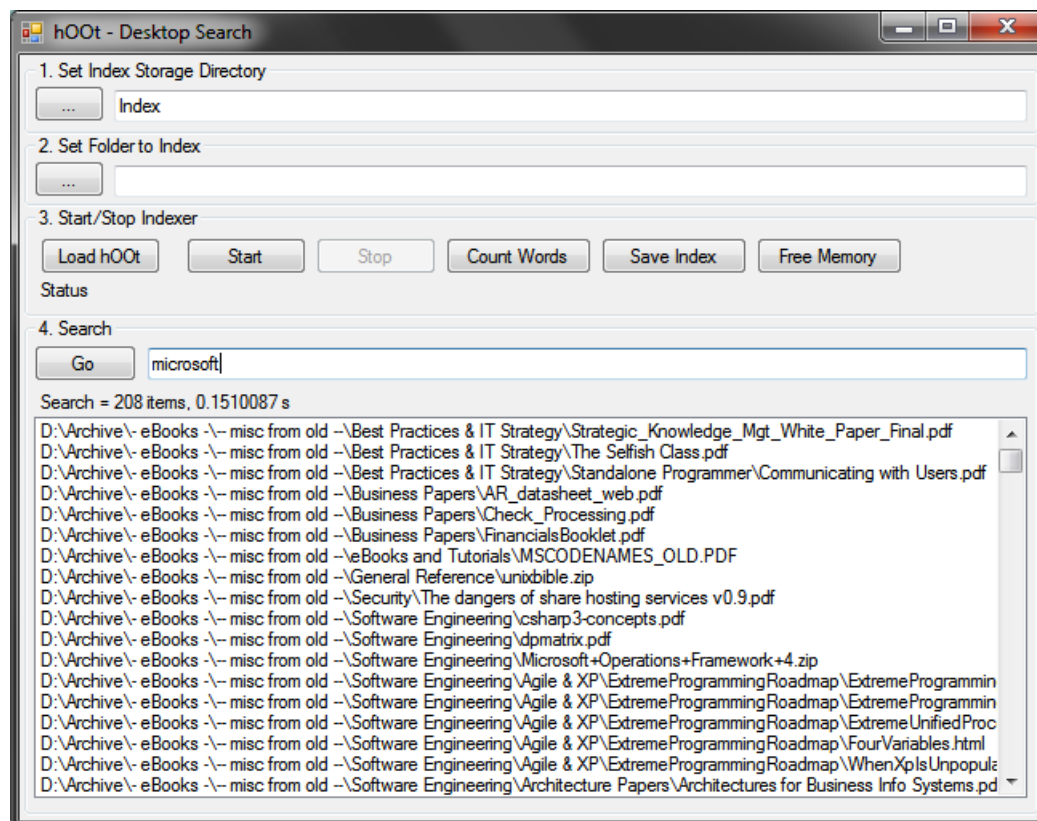 hOOt - Desktop Search
1. Set Index Storage Directory
... Index
2. Set Folder to Index
...
3. Start/Stop Indexer
Load hOOt Start Stop Count Words Save Index Free Memory
Status
4. Search
Go microsoft
Search = 208 items, 0.1510087 s
D:\Archive\- eBooks -\-- misc from old --\Best Practices & IT Strategy\Strategic_Knowledge_Mgt_White_Paper_Final.pdf
D:\Archive\- eBooks -\-- misc from old --\Best Practices & IT Strategy\The Selfish Class.pdf
D:\Archive\- eBooks -\-- misc from old --\Best Practices & IT Strategy\Standalone Programmer\Communicating with Users.pdf
D:\Archive\- eBooks -\-- misc from old --\Business Papers\AR_datasheet_web.pdf
D:\Archive\- eBooks -\-- misc from old --\Business Papers\Check_Processing.pdf
D:\Archive\- eBooks -\-- misc from old --\Business Papers\FinancialsBooklet.pdf
D:\Archive\- eBooks -\-- misc from old --\eBooks and Tutorials\MSCODENAMES_OLD.PDF
D:\Archive\- eBooks -\-- misc from old --\General Reference\unixbible.zip
D:\Archive\- eBooks -\-- misc from old --\Security\The dangers of share hosting services v0.9.pdf
D:\Archive\- eBooks -\-- misc from old --\Software Engineering\csharp3-concepts.pdf
D:\Archive\- eBooks -\-- misc from old --\Software Engineering\dpmatrix.pdf
D:\Archive\- eBooks -\-- misc from old --\Software Engineering\Microsoft+Operations+Framework+4.zip
D:\Archive\- eBooks -\-- misc from old --\Software Engineering\Agile & XP\ExtremeProgrammingRoadmap\ExtremeProgrammin
D:\Archive\- eBooks -\-- misc from old --\Software Engineering\Agile & XP\ExtremeProgrammingRoadmap\ExtremeProgrammin
D:\Archive\- eBooks -\-- misc from old --\Software Engineering\Agile & XP\ExtremeProgrammingRoadmap\ExtremeUnifiedProc
D:\Archive\- eBooks -\-- misc from old --\Software Engineering\Agile & XP\ExtremeProgrammingRoadmap\FourVariables.html
D:\Archive\- eBooks -\-- misc from old --\Software Engineering\Agile & XP\ExtremeProgrammingRoadmap\WhenXpIsUnpopula
D:\Archive\- eBooks -\-- misc from old --\Software Engineering\Architecture Papers\Architectures for Business Info Systems.pd